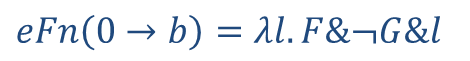 eFn(0 → b) = λl. F&¬G&l